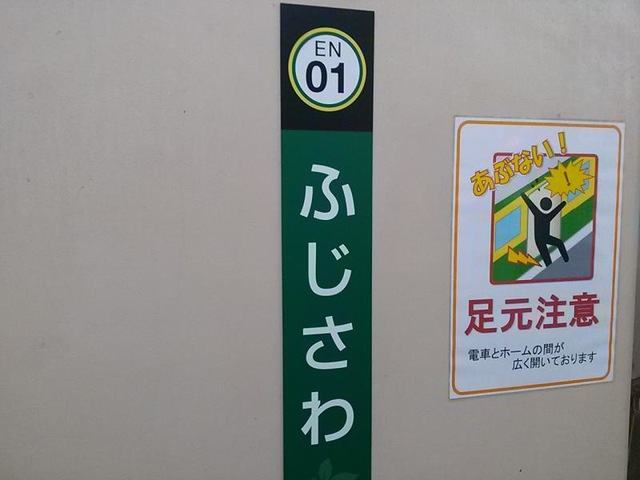 EN
01
ふじさわ
あぶない!
!
足元注意
電車とホームの間が
広く開いております